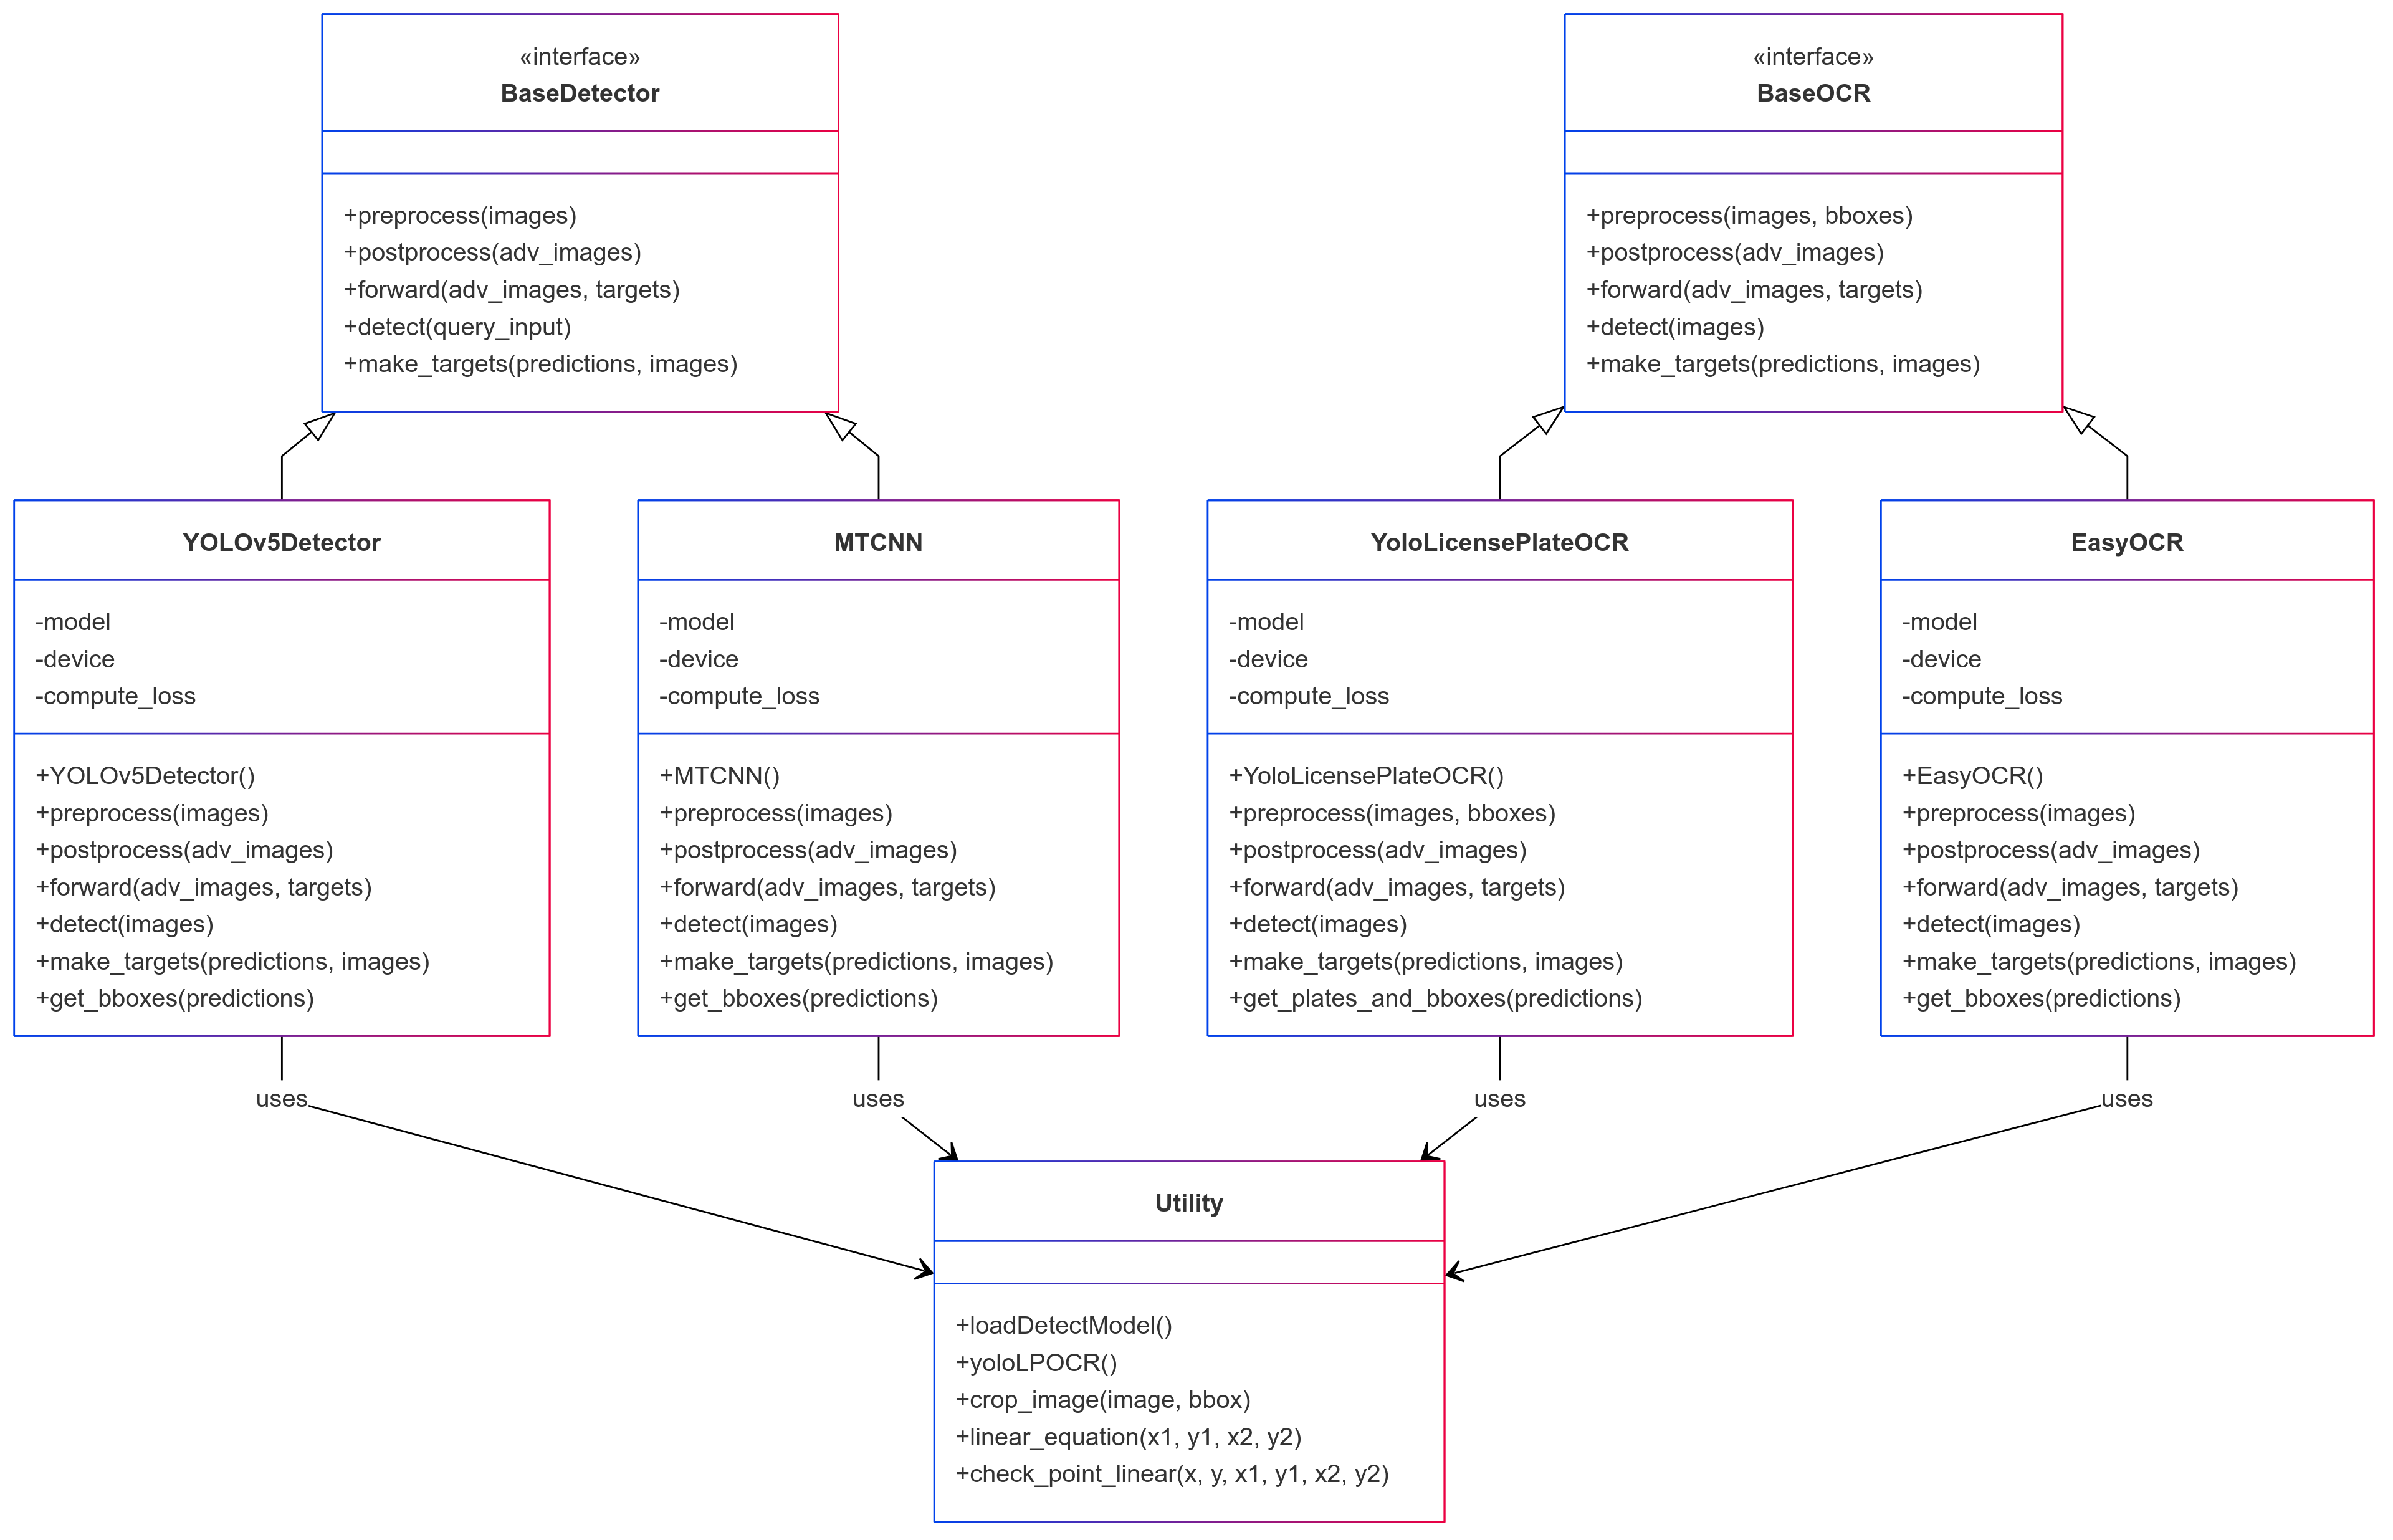 «interface»
BaseDetector
+preprocess(images)
+postprocess(adv_images)
+forward(adv_images, targets)
+detect(query_input)
+make_targets(predictions, images)
«interface»
BaseOCR
+preprocess(images, bboxes)
+postprocess(adv_images)
+forward(adv_images, targets)
+detect(images)
+make_targets(predictions, images)
YOLOv5Detector
-model
-device
-compute_loss
+YOLOv5Detector()
+preprocess(images)
+postprocess(adv_images)
+forward(adv_images, targets)
+detect(images)
+make_targets(predictions, images)
+get_bboxes(predictions)
MTCNN
-model
-device
-compute_loss
+MTCNN()
+preprocess(images)
+postprocess(adv_images)
+forward(adv_images, targets)
+detect(images)
+make_targets(predictions, images)
+get_bboxes(predictions)
YoloLicensePlateOCR
-model
-device
-compute_loss
+YoloLicensePlateOCR()
+preprocess(images, bboxes)
+postprocess(adv_images)
+forward(adv_images, targets)
+detect(images)
+make_targets(predictions, images)
+get_plates_and_bboxes(predictions)
EasyOCR
-model
-device
-compute_loss
+EasyOCR()
+preprocess(images)
+postprocess(adv_images)
+forward(adv_images, targets)
+detect(images)
+make_targets(predictions, images)
+get_bboxes(predictions)
uses
uses
uses
uses
Utility
+loadDetectModel()
+yoloLPOCR()
+crop_image(image, bbox)
+linear_equation(x1, y1, x2, y2)
+check_point_linear(x, y, x1, y1, x2, y2)